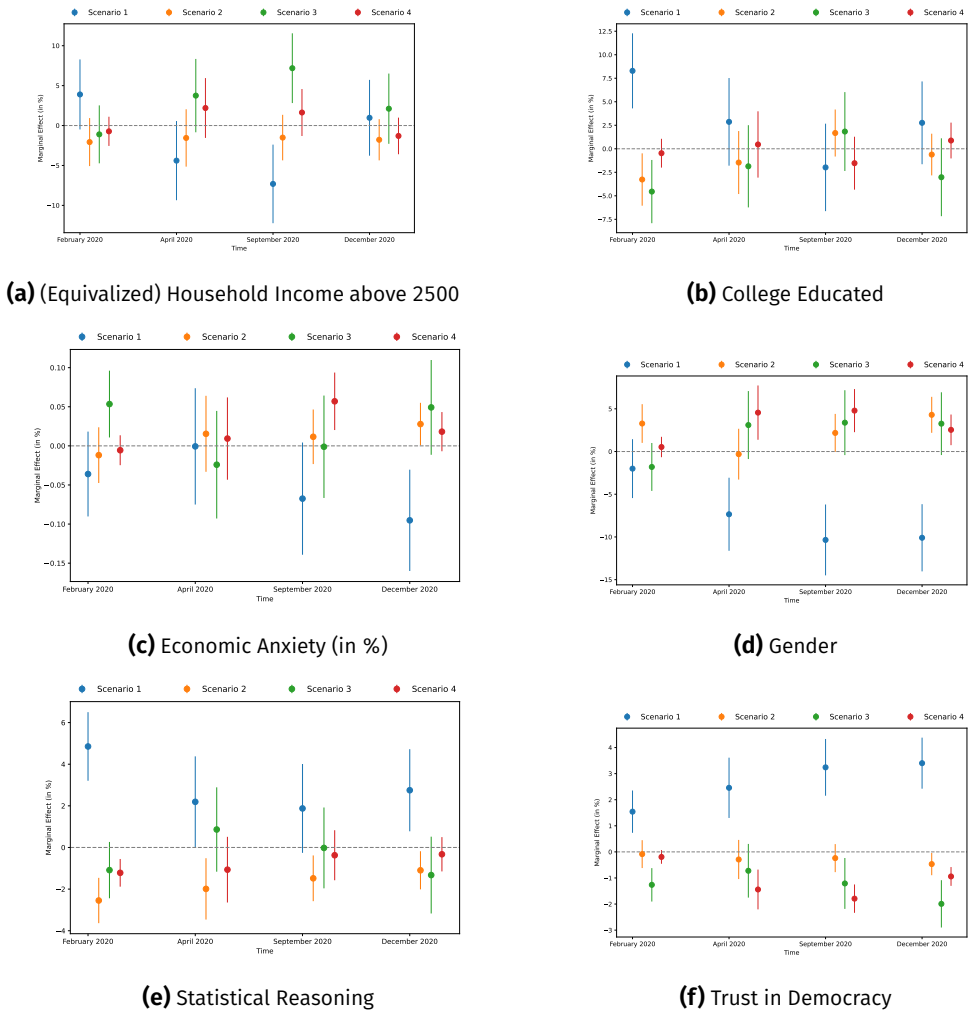 Scenario 1 Scenario 2 Scenario 3 Scenario 4
10
5
0
−5
−10
Marginal Effect (in %)
February 2020 April 2020 September 2020 December 2020
Time
(a) (Equivalized) Household Income above 2500
Scenario 1 Scenario 2 Scenario 3 Scenario 4
12.5
10.0
7.5
5.0
2.5
0.0
−2.5
−5.0
−7.5
Marginal Effect (in %)
February 2020 April 2020 September 2020 December 2020
Time
(b) College Educated
Scenario 1 Scenario 2 Scenario 3 Scenario 4
0.10
0.05
0.00
−0.05
−0.10
−0.15
Marginal Effect (in %)
February 2020 April 2020 September 2020 December 2020
Time
(c) Economic Anxiety (in %)
Scenario 1 Scenario 2 Scenario 3 Scenario 4
5
0
−5
−10
−15
Marginal Effect (in %)
February 2020 April 2020 September 2020 December 2020
Time
(d) Gender
Scenario 1 Scenario 2 Scenario 3 Scenario 4
6
4
2
0
−2
−4
Marginal Effect (in %)
February 2020 April 2020 September 2020 December 2020
Time
(e) Statistical Reasoning
Scenario 1 Scenario 2 Scenario 3 Scenario 4
4
3
2
1
0
−1
−2
−3
Marginal Effect (in %)
February 2020 April 2020 September 2020 December 2020
Time
(f) Trust in Democracy